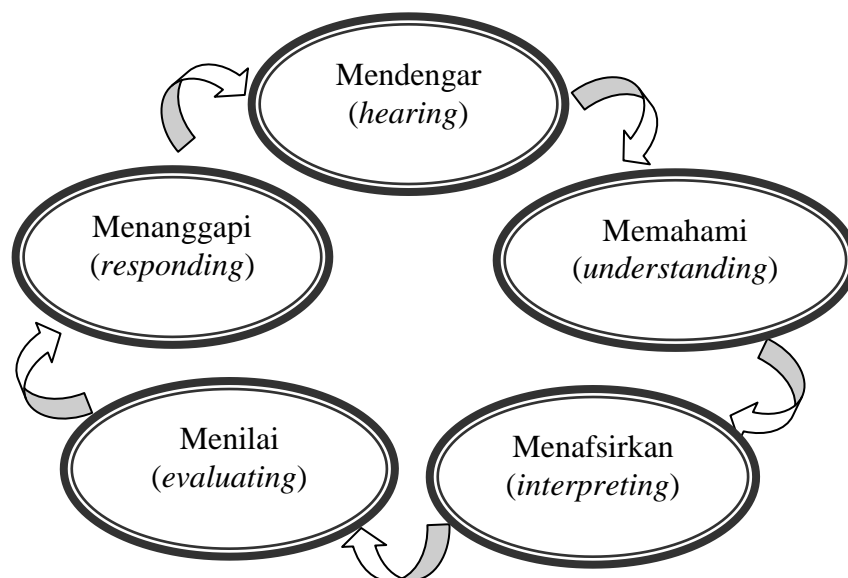 Mendengar
(hearing)
Memahami
(understanding)
Menafsirkan
(interpreting)
Menilai
(evaluating)
Menanggapi
(responding)